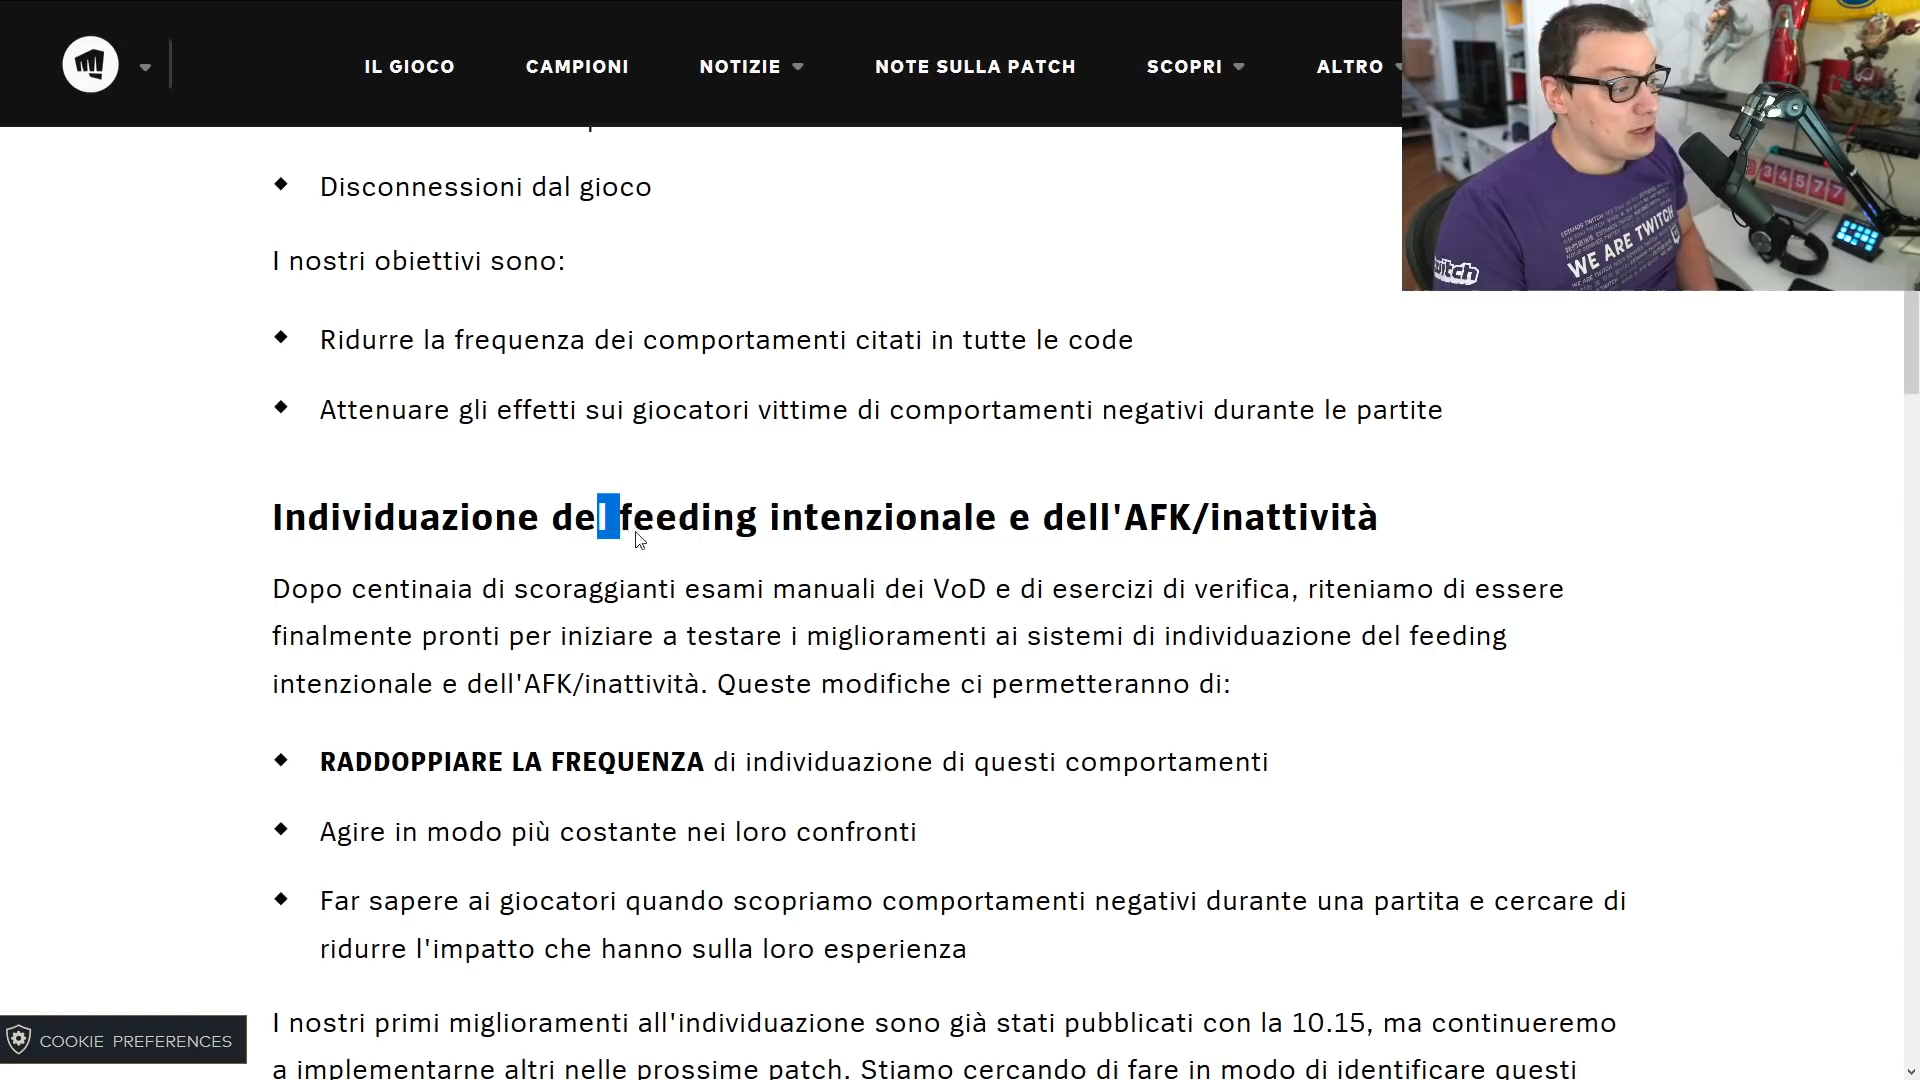 IL GIOCO CAMPIONI NOTIZIE NOTE SULLA PATCH SCOPRI ALTRO
Disconnessioni dal gioco
I nostri obiettivi sono:
Ridurre la frequenza dei comportamenti citati in tutte le code
Attenuare gli effetti sui giocatori vittime di comportamenti negativi durante le partite
Individuazione del feeding intenzionale e dell'AFK/inattività
Dopo centinaia di scoraggianti esami manuali dei VoD e di esercizi di verifica, riteniamo di essere
finalmente pronti per iniziare a testare i miglioramenti ai sistemi di individuazione del feeding
intenzionale e dell'AFK/inattività. Queste modifiche ci permetteranno di:
RADDOPPIARE LA FREQUENZA di individuazione di questi comportamenti
Agire in modo più costante nei loro confronti
Far sapere ai giocatori quando scopriamo comportamenti negativi durante una partita e cercare di
ridurre l'impatto che hanno sulla loro esperienza
I nostri primi miglioramenti all'individuazione sono già stati pubblicati con la 10.15, ma continueremo
a implementarne altri nelle prossime patch. Stiamo cercando di fare in modo di identificare questi
COOKIE PREFERENCES
WE ARE TWITCH
twitch
34577